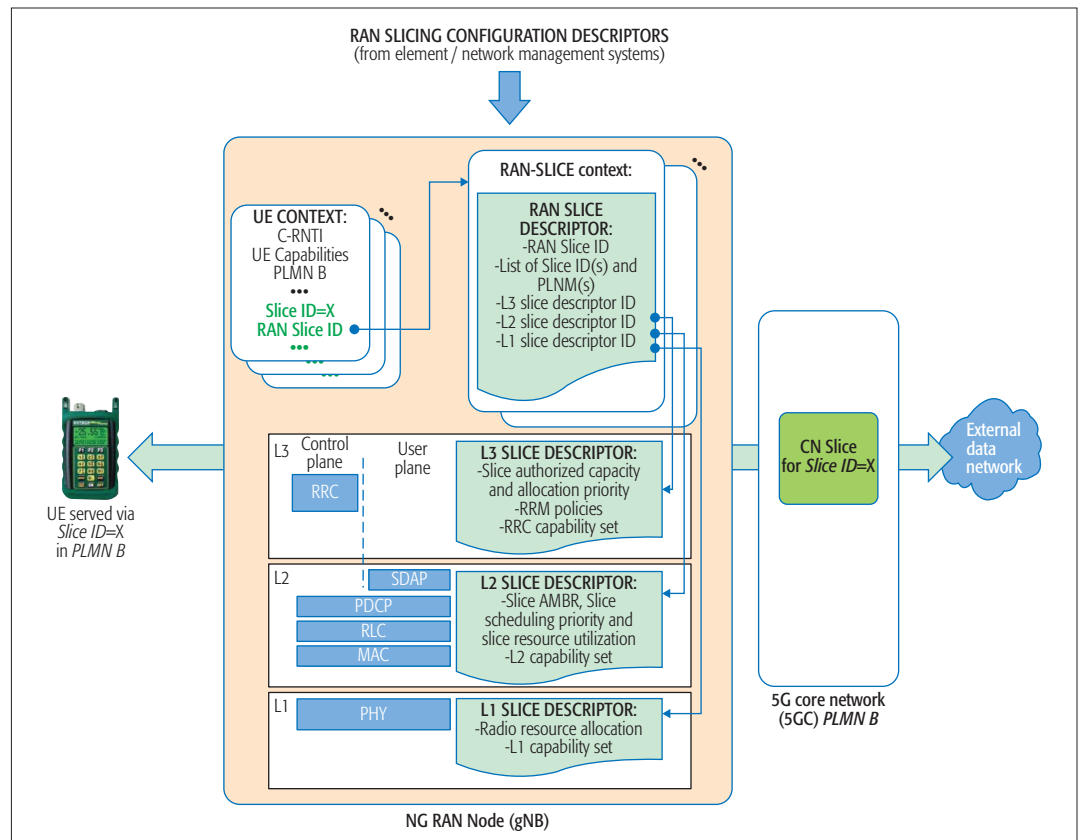 RAN SLICING CONFIGURATION DESCRIPTORS
(from element / network management systems)
RAN-SLICE context:
RAN SLICE
DESCRIPTOR:
-RAN Slice ID
-List of Slice ID(s) and
PLNM(s)
-L3 slice descriptor ID
-L2 slice descriptor ID
-L1 slice descriptor ID
UE CONTEXT:
C-RNTI
UE Capabilities
PLMN B
•••
Slice ID=X
RAN Slice ID
•••
L3
Control
plane
User
plane
RRC
L3 SLICE DESCRIPTOR:
-Slice authorized capacity
and allocation priority
-RRM policies
-RRC capability set
L2
SDAP
PDCP
RLC
MAC
L2 SLICE DESCRIPTOR:
-Slice AMBR, Slice
scheduling priority and
slice resource utilization
-L2 capability set
L1
PHY
L1 SLICE DESCRIPTOR:
-Radio resource allocation
-L1 capability set
NG RAN Node (gNB)
UE served via
Slice ID=X
in PLMN B
CN Slice
for Slice ID=X
5G core network
(5GC) PLMN B
External
data
network